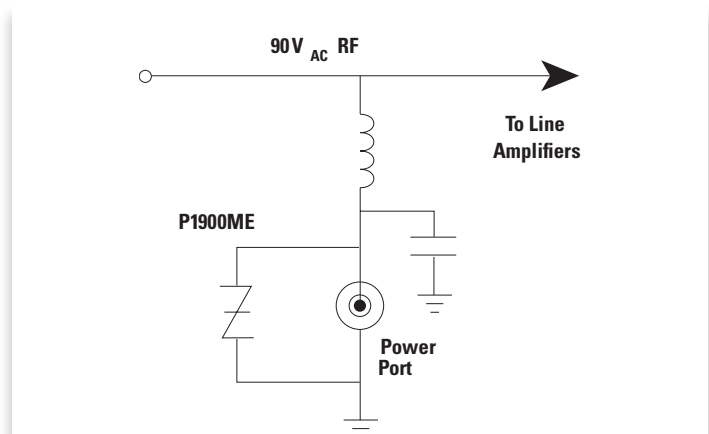 90V AC RF
To Line
Amplifiers
P1900ME
Power
Port